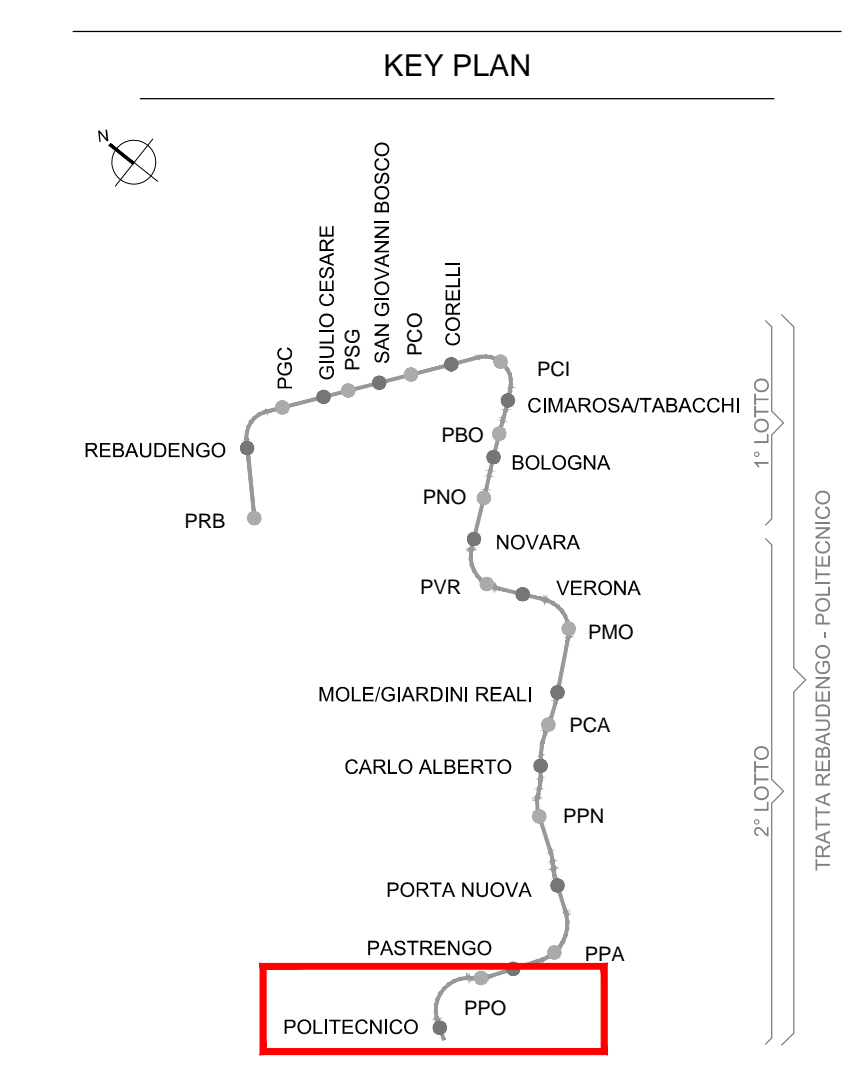 KEY PLAN
N
PGC
GIULIO CESARE
PSG
SAN GIOVANNI BOSCO
PCO
CORELLI
PCI
CIMAROSA/TABACCHI
PBO
REBAUDENGO
BOLOGNA
PNO
PRB
NOVARA
PVR
VERONA
PMO
MOLE/GIARDINI REALI
PCA
CARLO ALBERTO
PPN
PORTA NUOVA
PASTRENGO
PPA
PPO
POLITECNICO
1° LOTTO
2° LOTTO
TRATTA REBAUDENGO - POLITECNICO